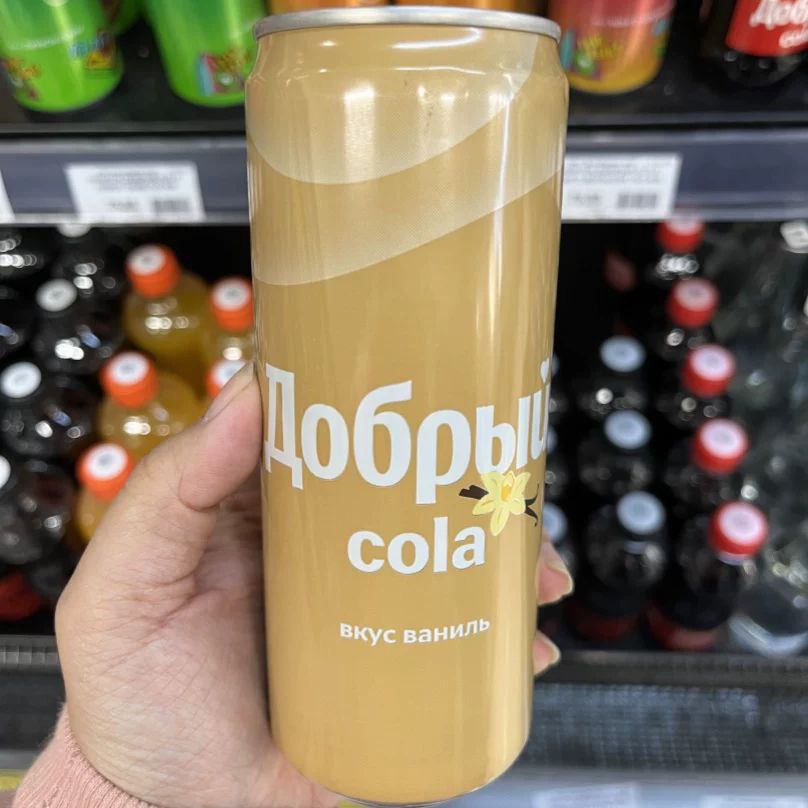 Добрый
cola
вкус ваниль